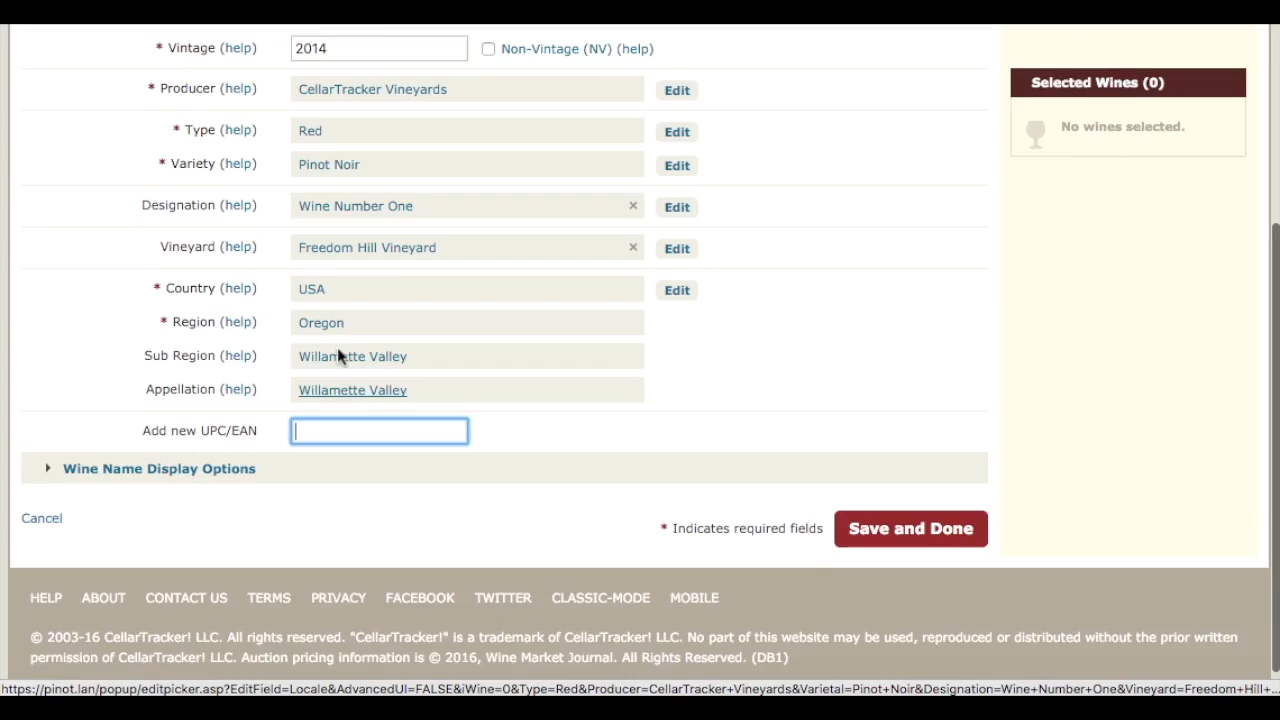 * Vintage (help) 2014 Non-Vintage (NV) (help)
* Producer (help) CellarTracker Vineyards Edit
* Type (help) Red Edit
* Variety (help) Pinot Noir Edit
Designation (help) Wine Number One × Edit
Vineyard (help) Freedom Hill Vineyard × Edit
* Country (help) USA Edit
* Region (help) Oregon
Sub Region (help) Willamette Valley
Appellation (help) Willamette Valley
Add new UPC/EAN
Wine Name Display Options
Cancel
* Indicates required fields Save and Done
Selected Wines (0)
No wines selected.
HELP ABOUT CONTACT US TERMS PRIVACY FACEBOOK TWITTER CLASSIC-MODE MOBILE
© 2003-16 CellarTracker! LLC. All rights reserved. "CellarTracker!" is a trademark of CellarTracker! LLC. No part of this website may be used, reproduced or distributed without the prior written
permission of CellarTracker! LLC. Auction pricing information is © 2016, Wine Market Journal. All Rights Reserved. (DB1)
https://pinot.lan/popup/editpicker.asp?EditField=Locale&AdvancedUI=FALSE&iWine=0&Type=Red&Producer=CellarTracker+Vineyards&Varietal=Pinot+Noir&Designation=Wine+Number+One&Vineyard=Freedom+Hill+...